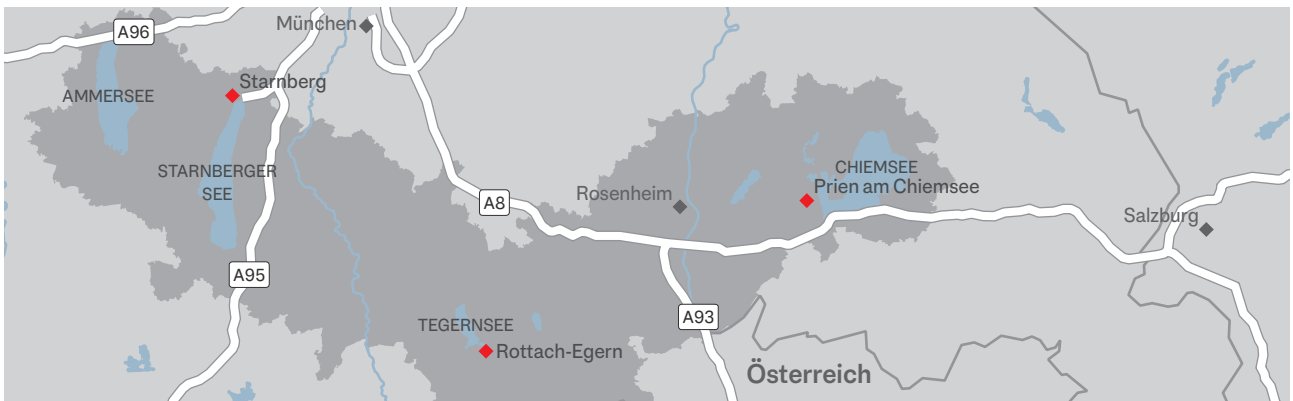 München
A96
Starnberg
AMMERSEE
STARNBERGER
SEE
CHIEMSEE
Prien am Chiemsee
Rosenheim
A8
Salzburg
A95
A93
TEGERNSEE
Rottach-Egern
Österreich